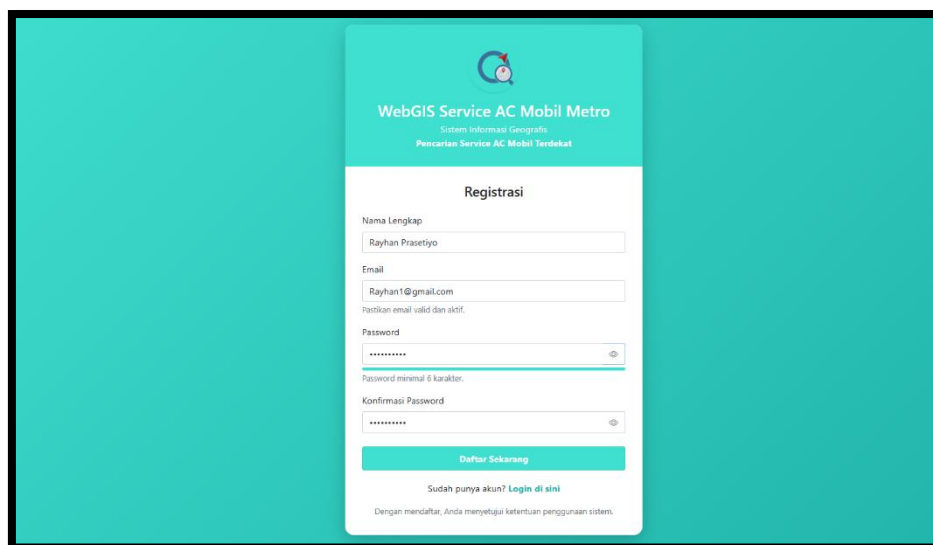 WebGIS Service AC Mobil Metro
Sistem Informasi Geografis
Pencarian Service AC Mobil Terdekat
Registrasi
Nama Lengkap
Rayhan Prasetiyo
Email
Rayhan1@gmail.com
Pastikan email valid dan aktif.
Password
••••••••••
Password minimal 6 karakter.
Konfirmasi Password
••••••••••
Daftar Sekarang
Sudah punya akun? Login di sini
Dengan mendaftar, Anda menyetujui ketentuan penggunaan sistem.